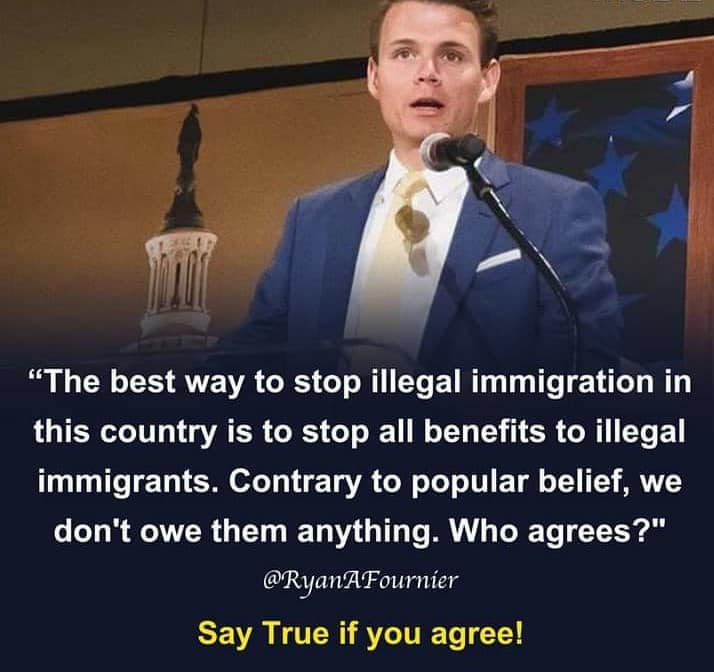 “The best way to stop illegal immigration in
this country is to stop all benefits to illegal
immigrants. Contrary to popular belief, we
don't owe them anything. Who agrees?"
@RyanAFournier
Say True if you agree!